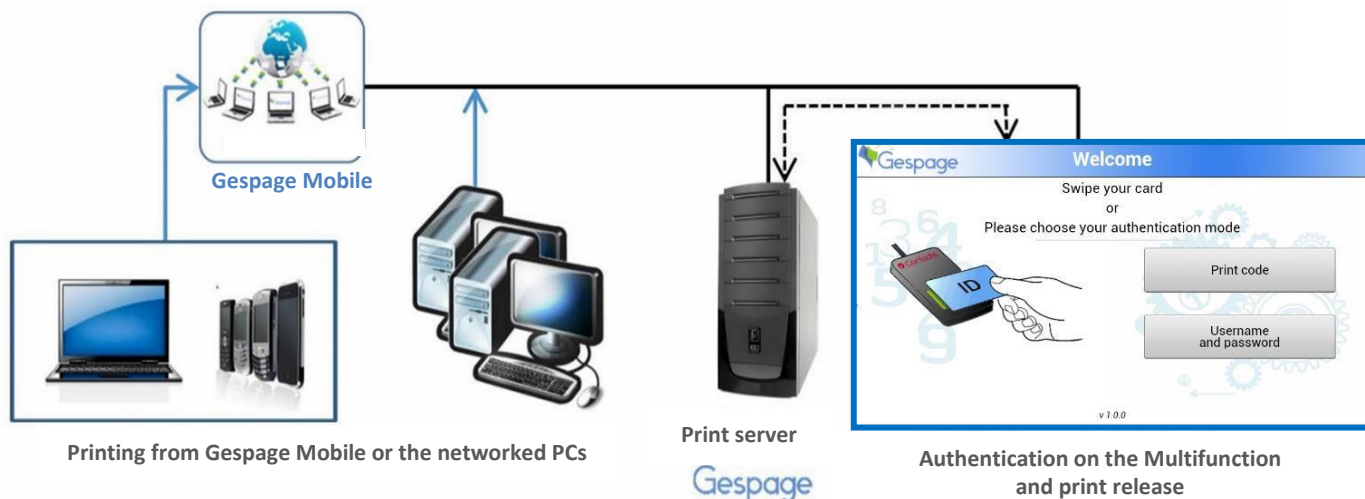 Gespage Mobile
Gespage
Welcome
Swipe your card
or
Please choose your authentication mode
Cartadis
ID
Print code
Username
and password
v 1.0.0
Printing from Gespage Mobile or the networked PCs
Print server
Gespage
Authentication on the Multifunction
and print release